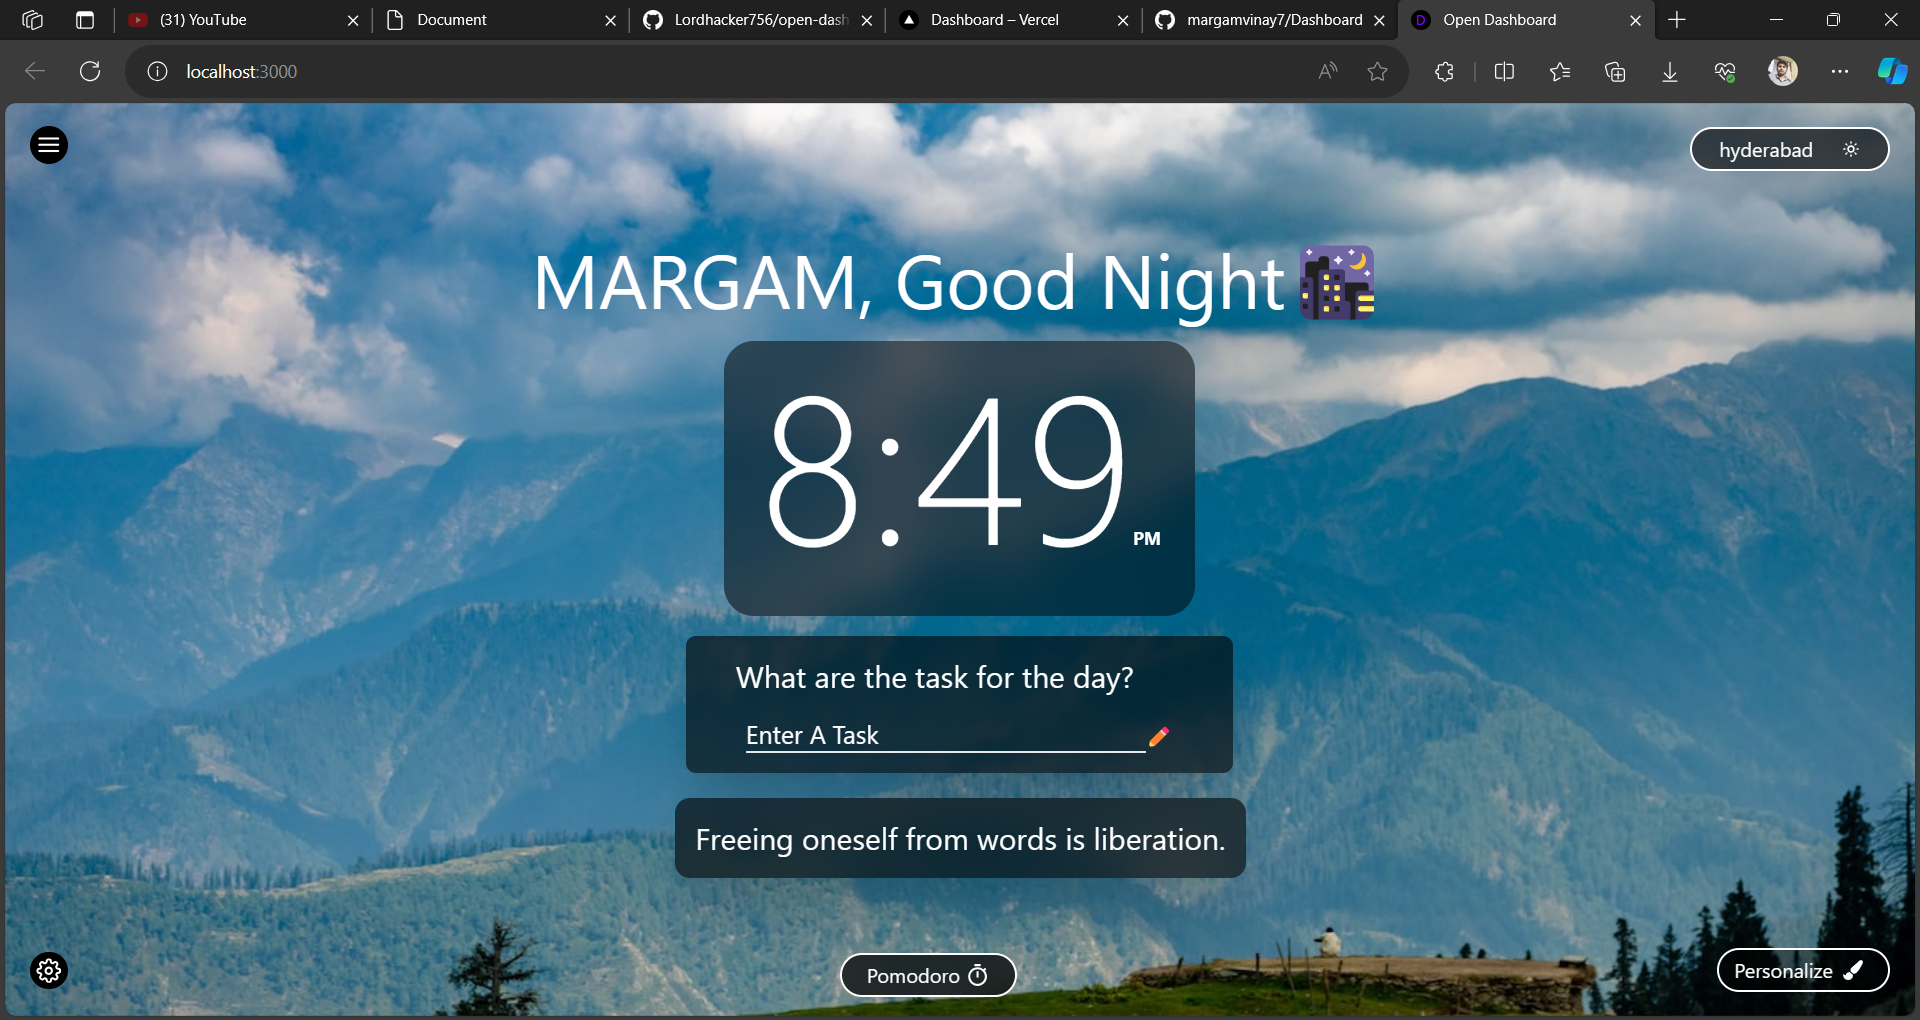 (31) YouTube
Document
Lordhacker756/open-dash
Dashboard – Vercel
margamvinay7/Dashboard
D
Open Dashboard
localhost:3000
hyderabad
MARGAM, Good Night
8:49 PM
What are the task for the day?
Enter A Task
Freeing oneself from words is liberation.
Pomodoro
Personalize